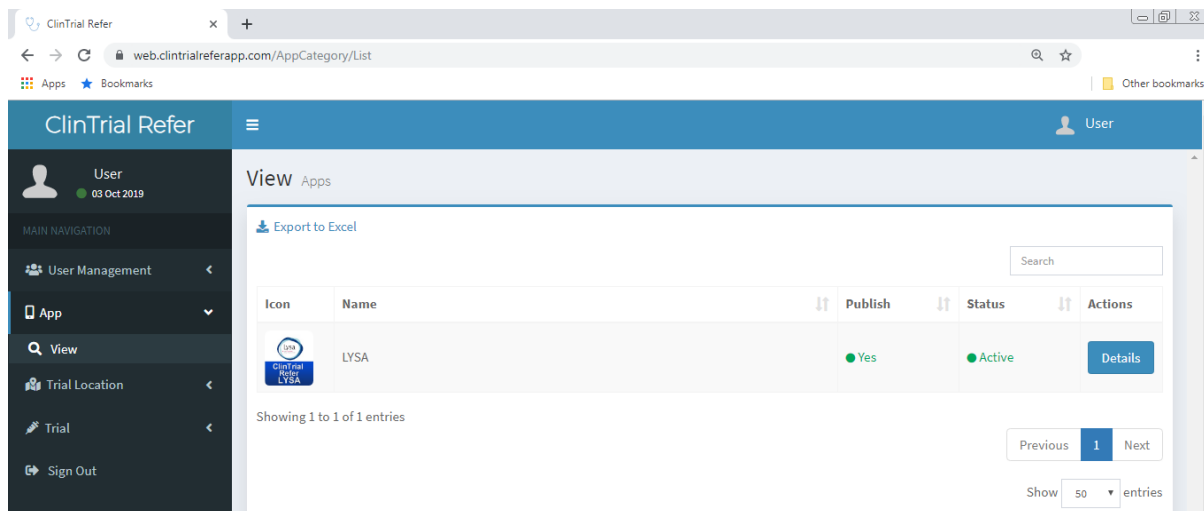 ClinTrial Refer
web.clintrialreferapp.com/AppCategory/List
Apps Bookmarks Other bookmarks
ClinTrial Refer User
User
03 Oct 2019
MAIN NAVIGATION
User Management
App
View
Trial Location
Trial
Sign Out
View Apps
Export to Excel
Search
Icon Name Publish Status Actions
LYSA
ClinTrial
Refer
LYSA
LYSA Yes Active Details
Showing 1 to 1 of 1 entries
Previous 1 Next
Show 50 entries